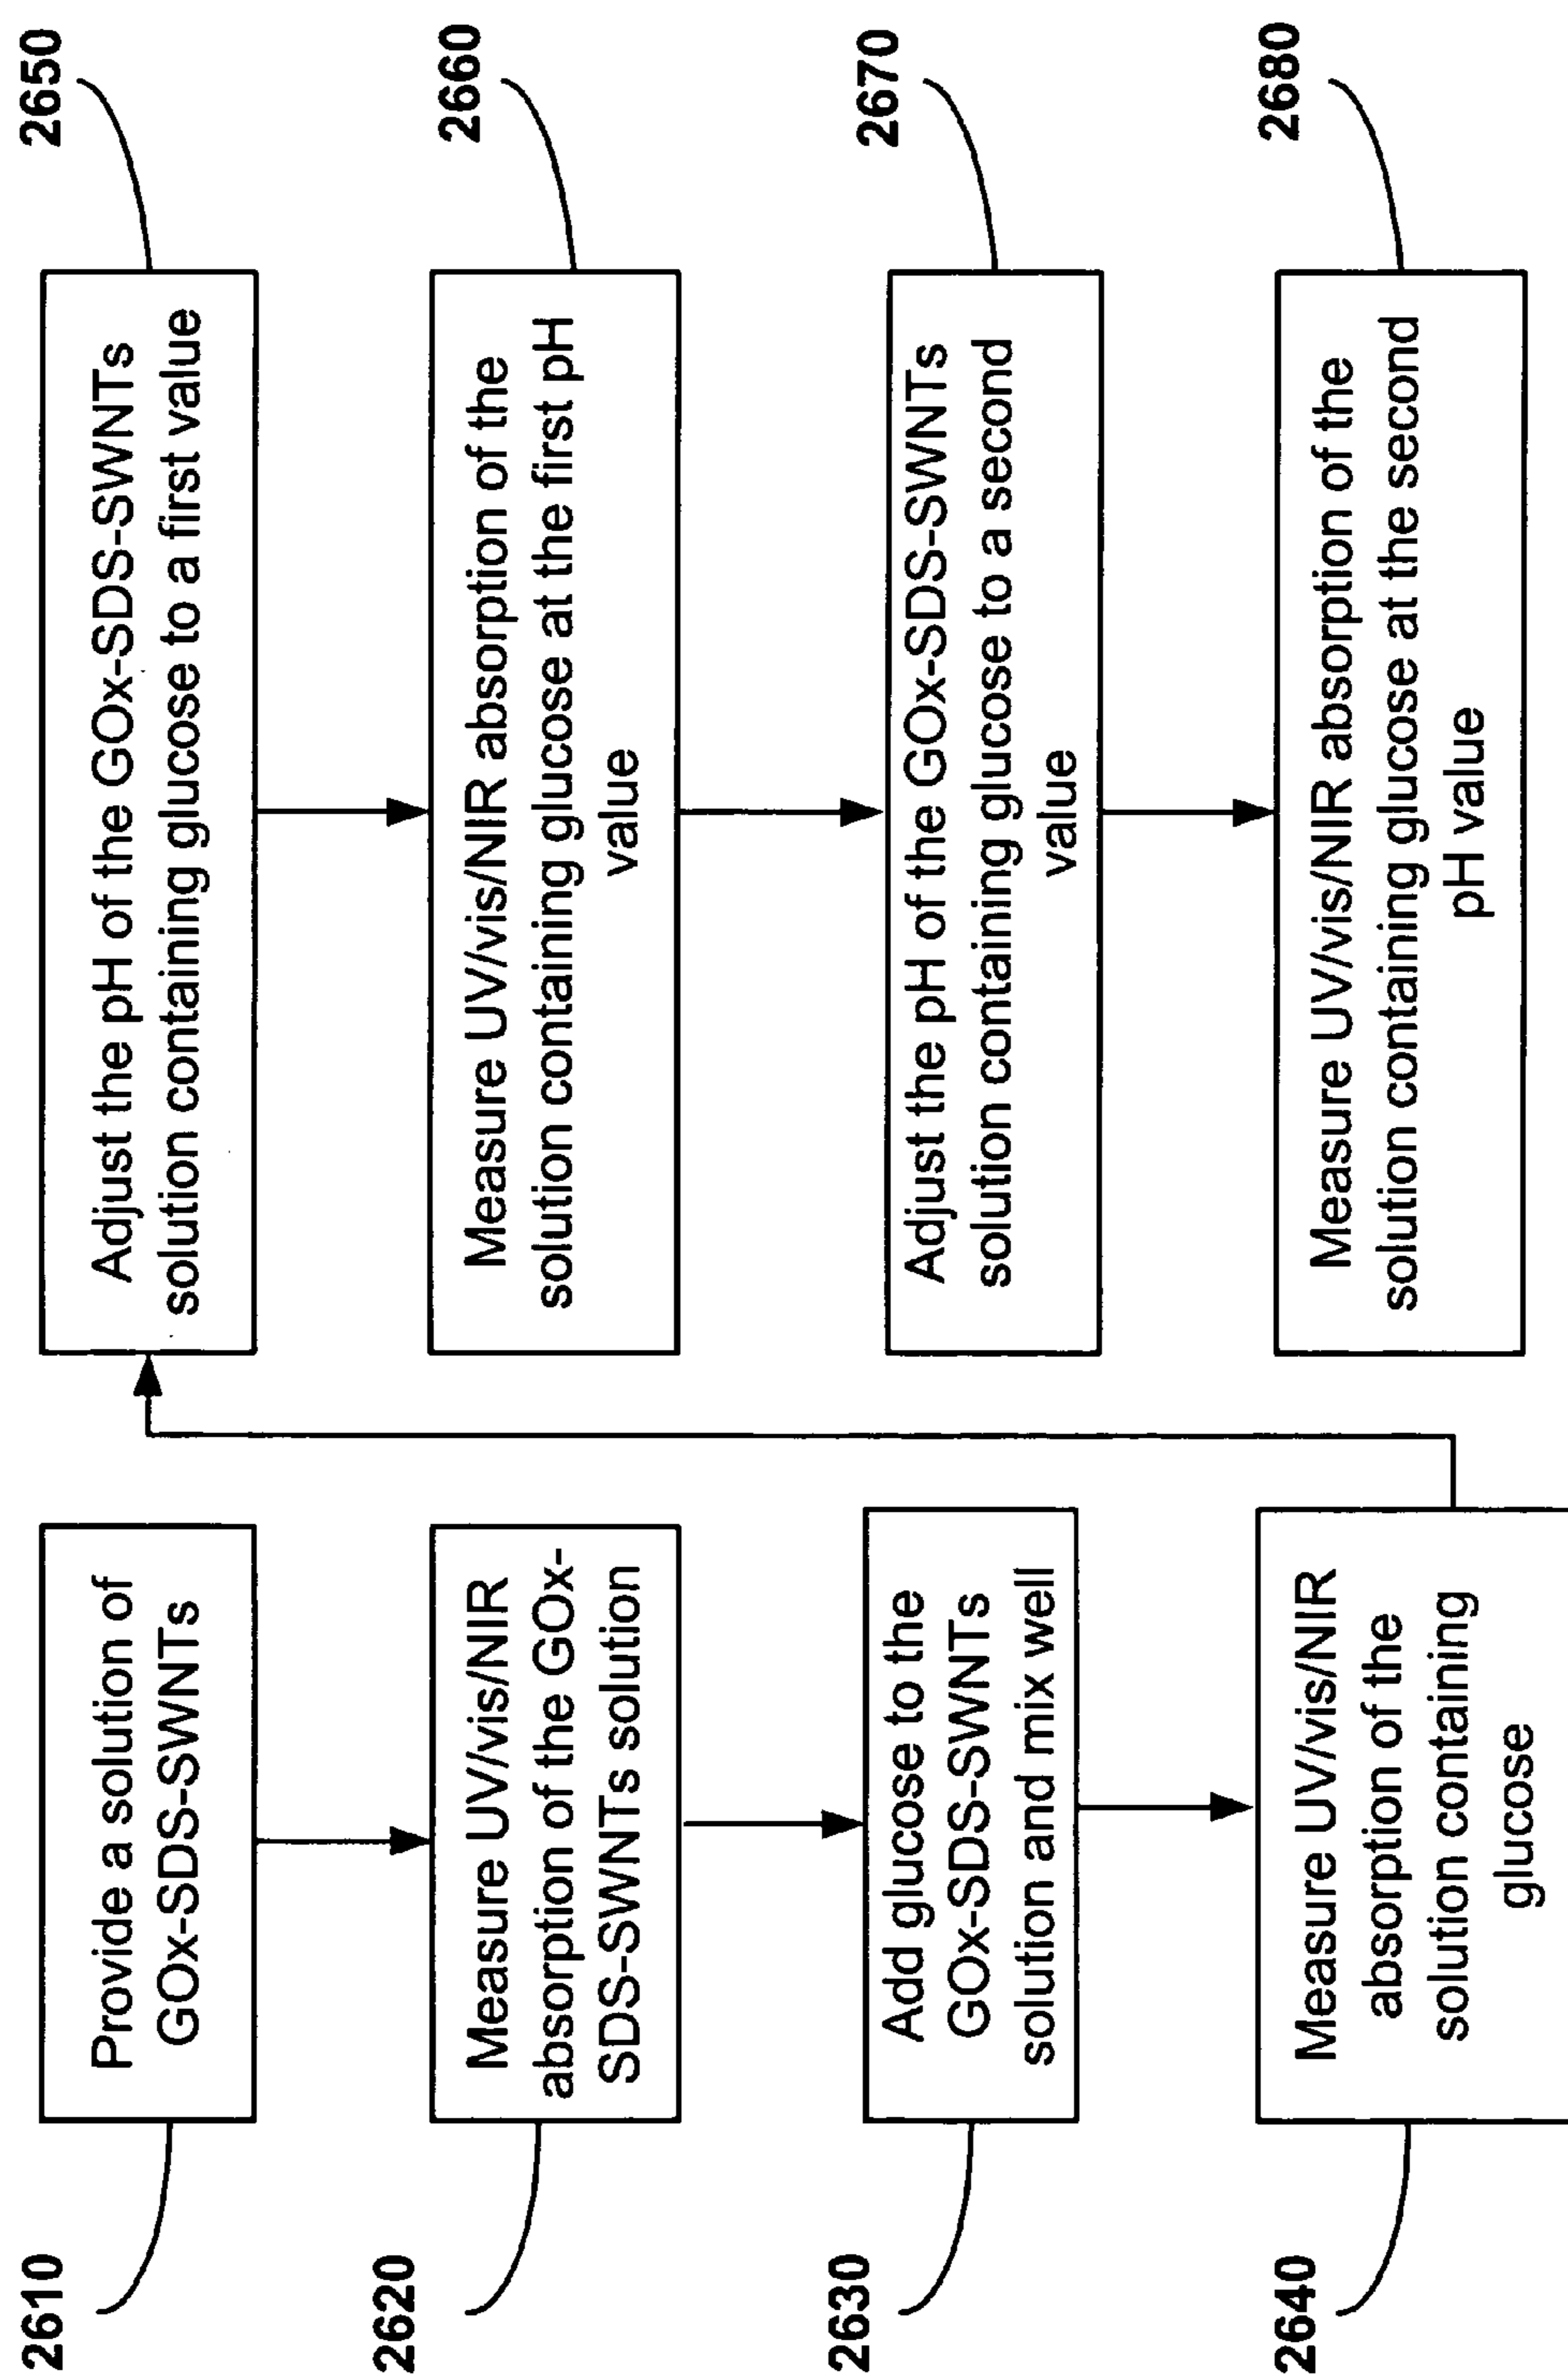 2610
Provide a solution of
GOx-SDS-SWNTs
2620
Measure UV/vis/NIR
absorption of the GOx-
SDS-SWNTs solution
2630
Add glucose to the
GOx-SDS-SWNTs
solution and mix well
2640
Measure UV/vis/NIR
absorption of the
solution containing
glucose
2650
Adjust the pH of the GOx-SDS-SWNTs
solution containing glucose to a first value
2660
Measure UV/vis/NIR absorption of the
solution containing glucose at the first pH
value
2670
Adjust the pH of the GOx-SDS-SWNTs
solution containing glucose to a second
value
2680
Measure UV/vis/NIR absorption of the
solution containing glucose at the second
pH value